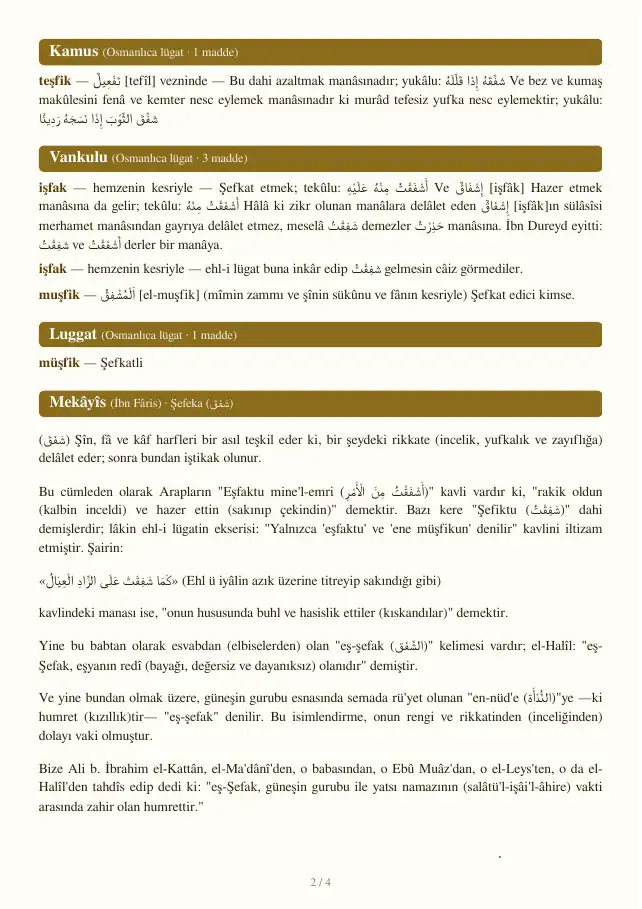 Kamus (Osmanlıca lügat · 1 madde)
teşfik — تَفْعِيلٌ [tefîl] vezninde — Bu dahi azaltmak manâsınadır; yukâlu: شَفَّقَهُ إِذَا قَلَّلَهُ Ve bez ve kumaş
makûlesini fenâ ve kemter nesc eylemek manâsınadır ki murâd tefesiz yufka nesc eylemektir; yukâlu:
شَفَّقَ الثَّوْبَ إِذَا نَسَجَهُ رَدِيئًا
Vankulu (Osmanlıca lügat · 3 madde)
işfak — hemzenin kesriyle — Şefkat etmek; tekûlu: أَشْفَقْتُ مِنْهُ عَلَيْهِ Ve إِشْفَاقٌ [işfâk] Hazer etmek
manâsına da gelir; tekûlu: أَشْفَقْتُ مِنْهُ Hâlâ ki zikr olunan manâlara delâlet eden إِشْفَاقٌ [işfâk]ın sülâsîsi
merhamet manâsından gayrıya delâlet etmez, meselâ شَفِقْتُ demezler حَذِرْتُ manâsına. İbn Dureyd eyitti:
شَفِقْتُ ve أَشْفَقْتُ derler bir manâya.
işfak — hemzenin kesriyle — ehl-i lügat buna inkâr edip شَفِقْتُ gelmesin câiz görmediler.
muşfik — اَلْمُشْفِقُ [el-muşfik] (mîmin zammı ve şînin sükûnu ve fânın kesriyle) Şefkat edici kimse.
Luggat (Osmanlıca lügat · 1 madde)
müşfik — Şefkatli
Mekâyîs (İbn Fâris) · Şefeka (شَفَقَ)
(شَفَقَ) Şîn, fâ ve kâf harfleri bir asıl teşkil eder ki, bir şeydeki rikkate (incelik, yufkalık ve zayıflığa)
delâlet eder; sonra bundan iştikak olunur.
Bu cümleden olarak Arapların "Eşfaktu mine'l-emri (أَشْفَقْتُ مِنَ الْأَمْرِ)" kavli vardır ki, "rakik oldun
(kalbin inceldi) ve hazer ettin (sakınıp çekindin)" demektir. Bazı kere "Şefiktu (شَفِقْتُ)" dahi
demişlerdir; lâkin ehl-i lügatin ekserisi: "Yalnızca 'eşfaktu' ve 'ene müşfikun' denilir" kavlini iltizam
etmiştir. Şairin:
«كَمَا شَفِقَتْ عَلَى الزَّادِ الْعِيَالُ» (Ehl ü iyâlin azık üzerine titreyip sakındığı gibi)
kavlindeki manası ise, "onun hususunda buhl ve hasislik ettiler (kıskandılar)" demektir.
Yine bu babtan olarak esvabdan (elbiselerden) olan "eş-şefak (الشَّفَق)" kelimesi vardır; el-Halîl: "eş-
Şefak, eşyanın redî (bayağı, değersiz ve dayanıksız) olanıdır" demiştir.
Ve yine bundan olmak üzere, güneşin gurubu esnasında semada rü'yet olunan "en-nüd'e (النُّدْأَة)"ye —ki
humret (kızıllık)tir— "eş-şefak" denilir. Bu isimlendirme, onun rengi ve rikkatinden (inceliğinden)
dolayı vaki olmuştur.
Bize Ali b. İbrahim el-Kattân, el-Ma'dânî'den, o babasından, o Ebû Muâz'dan, o el-Leys'ten, o da el-
Halîl'den tahdîs edip dedi ki: "eş-Şefak, güneşin gurubu ile yatsı namazının (salâtü'l-işâi'l-âhire) vakti
arasında zahir olan humrettir."
.
2 / 4